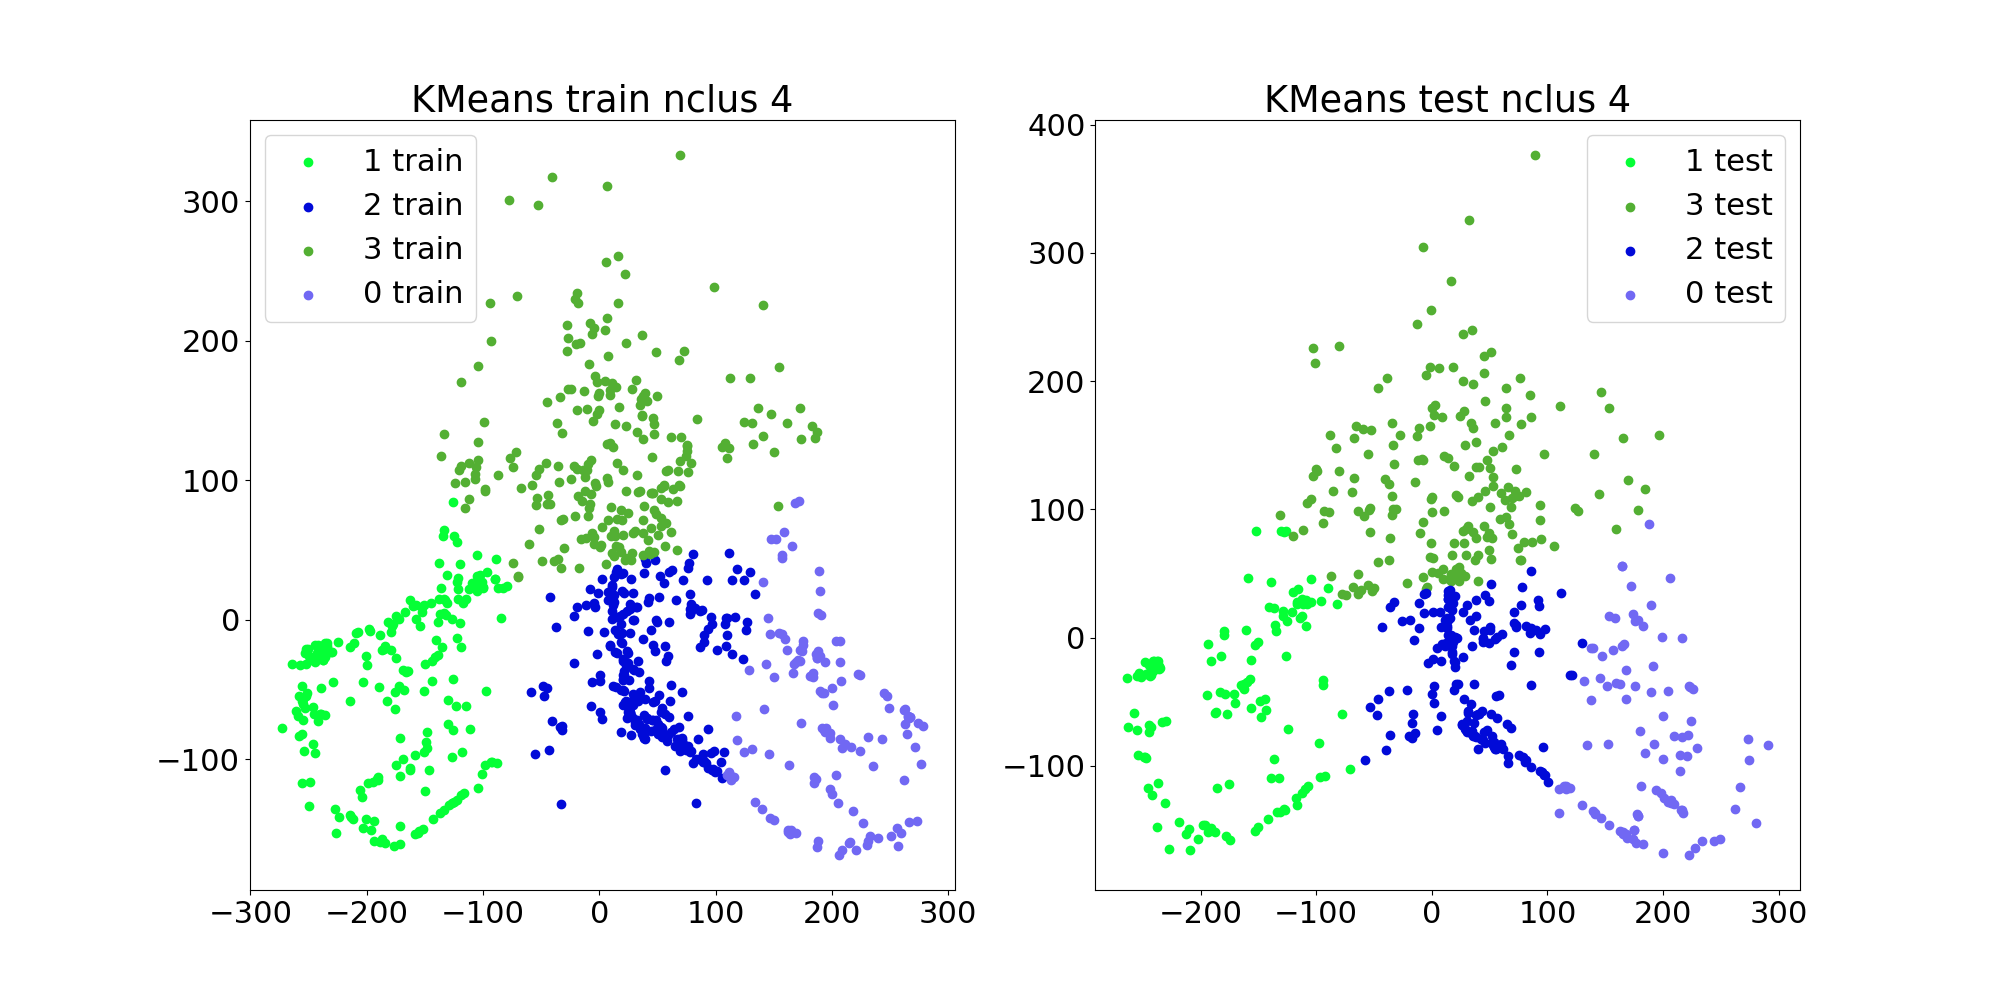 KMeans train nclus 4
1 train
2 train
3 train
0 train
300
200
100
0
−100
−300 −200 −100 0 100 200 300
KMeans test nclus 4
1 test
3 test
2 test
0 test
400
300
200
100
0
−100
−200 −100 0 100 200 300